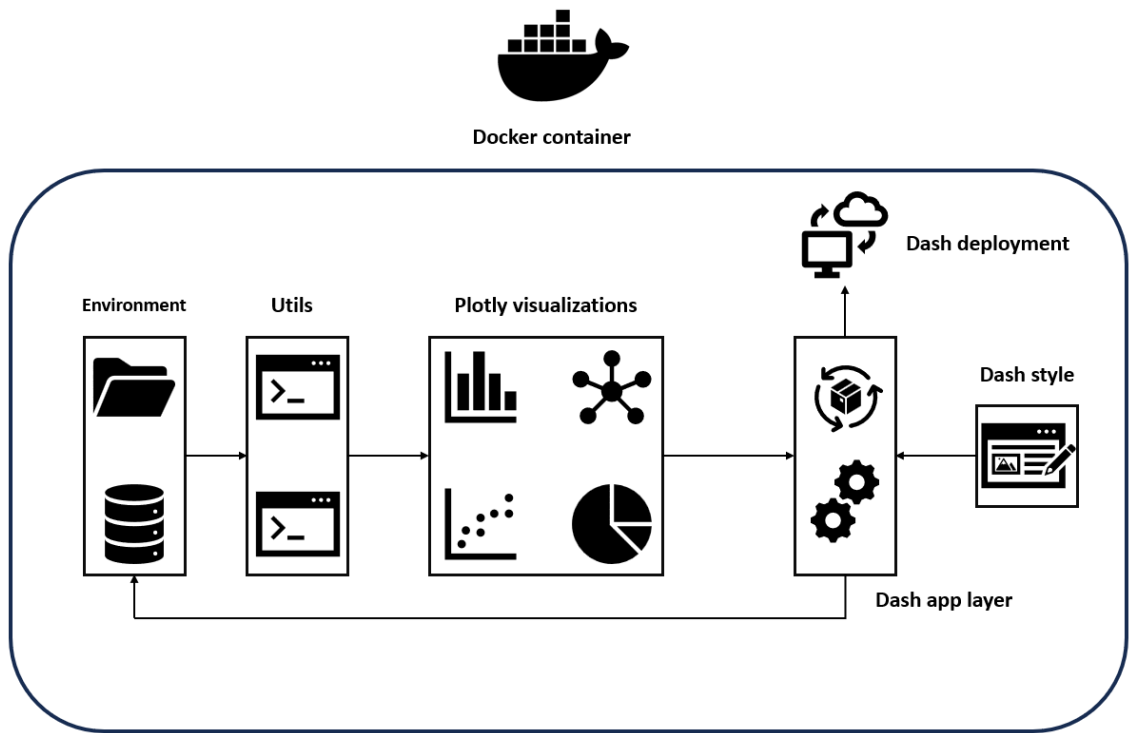 Docker container
Dash deployment
Environment
Utils
Plotly visualizations
Dash style
Dash app layer